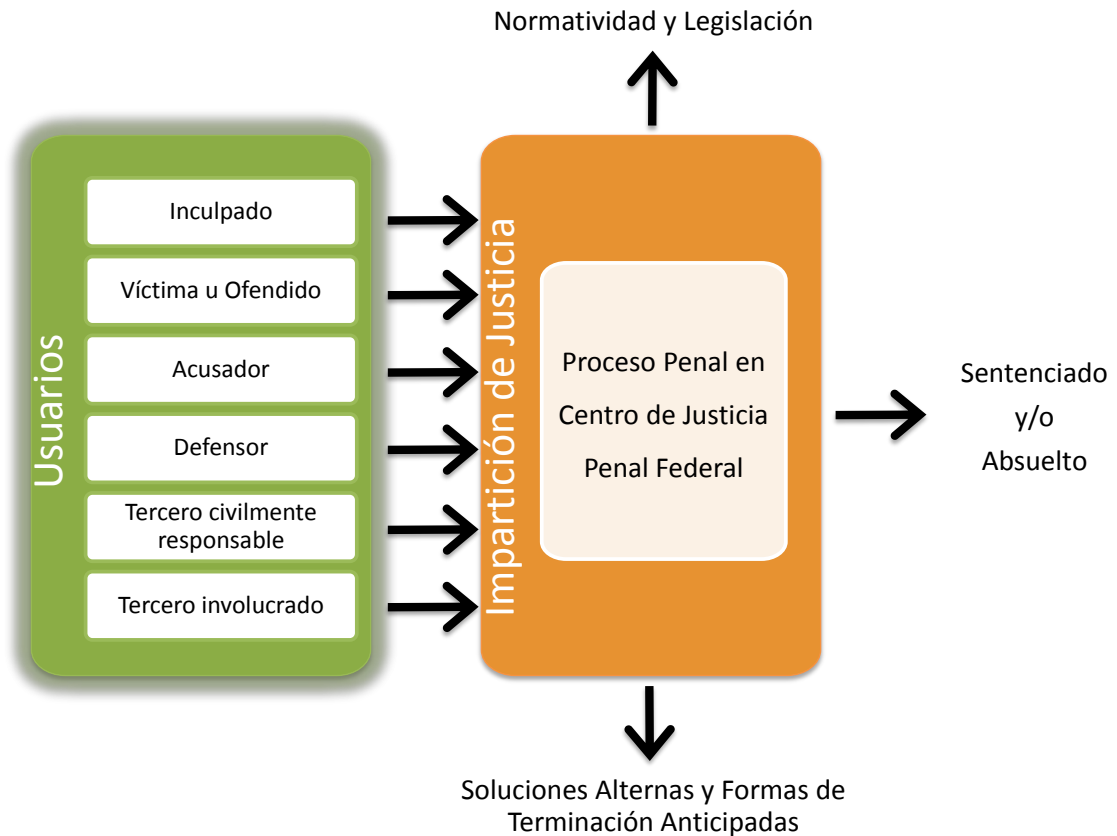 Normatividad y Legislación
Usuarios
Inculpado
Víctima u Ofendido
Acusador
Defensor
Tercero civilmente
responsable
Tercero involucrado
Impartición de Justicia
Proceso Penal en
Centro de Justicia
Penal Federal
Sentenciado
y/o
Absuelto
Soluciones Alternas y Formas de
Terminación Anticipadas